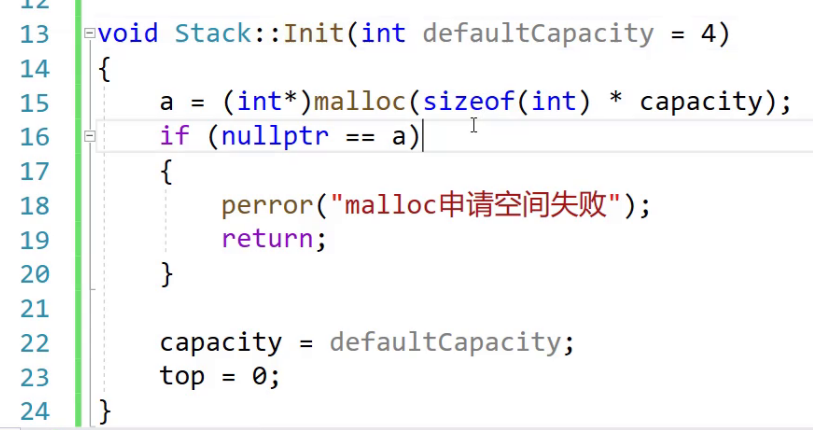 12
13 void Stack::Init(int defaultCapacity = 4)
14 {
15 a = (int*)malloc(sizeof(int) * capacity);
16 if (nullptr == a)
17 {
18 perror("malloc申请空间失败");
19 return;
20 }
21
22 capacity = defaultCapacity;
23 top = 0;
24 }